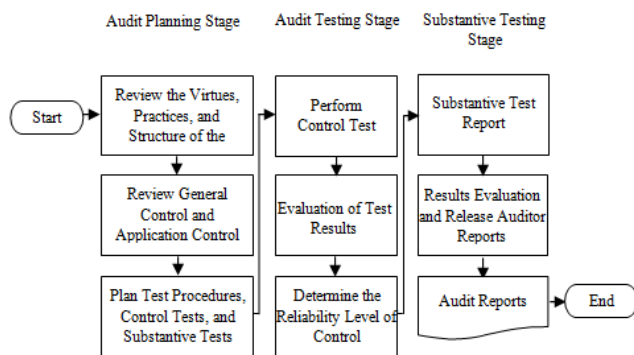 Audit Planning Stage
Audit Testing Stage
Substantive Testing
Stage
Start
Review the Virtues,
Practices, and
Structure of the
Review General
Control and
Application Control
Plan Test Procedures,
Control Tests, and
Substantive Tests
Perform
Control Test
Evaluation of Test
Results
Determine the
Reliability Level of
Control
Substantive Test
Report
Results Evaluation
and Release Auditor
Reports
Audit Reports
End